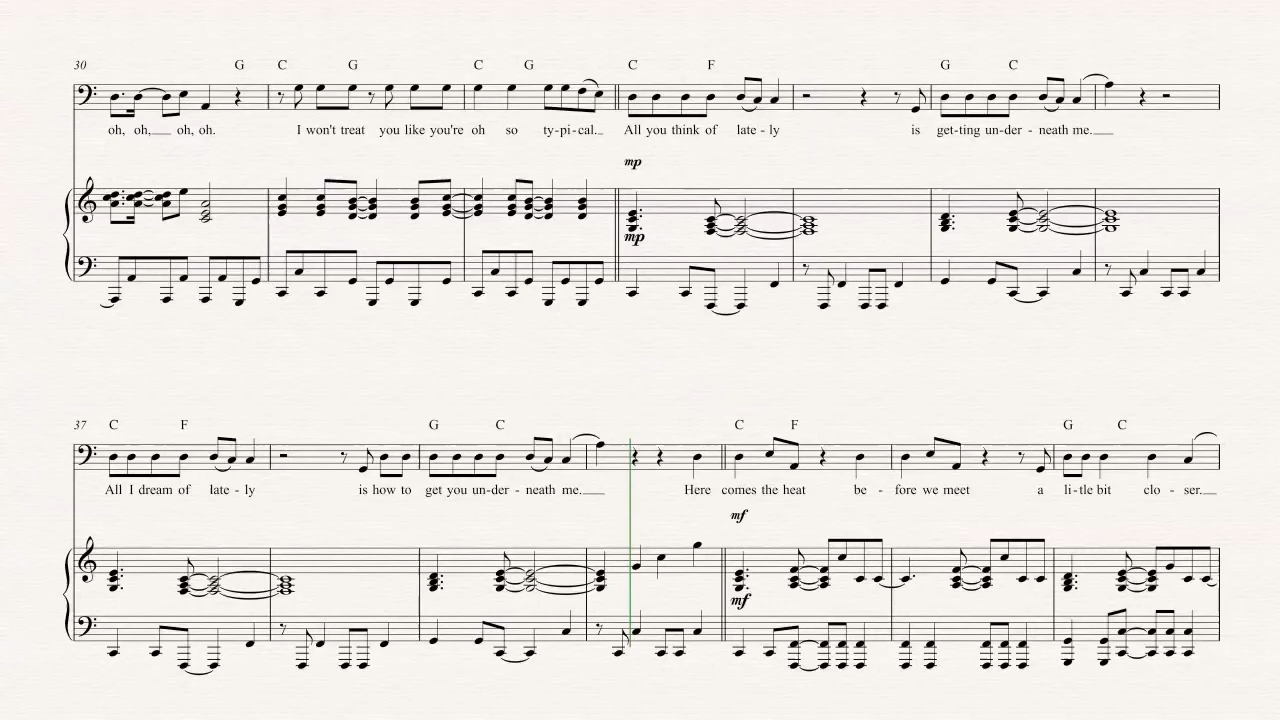 30 G C G C G C F G C
oh, oh, oh, oh. I won't treat you like you're oh so ty-pi-cal. All you think of late - ly is get-ting un-der - neath me.
mp
mp
37 C F G C C F G C
All I dream of late - ly is how to get you un-der - neath me. Here comes the heat be - fore we meet a li-tle bit clo - ser.
mf
mf